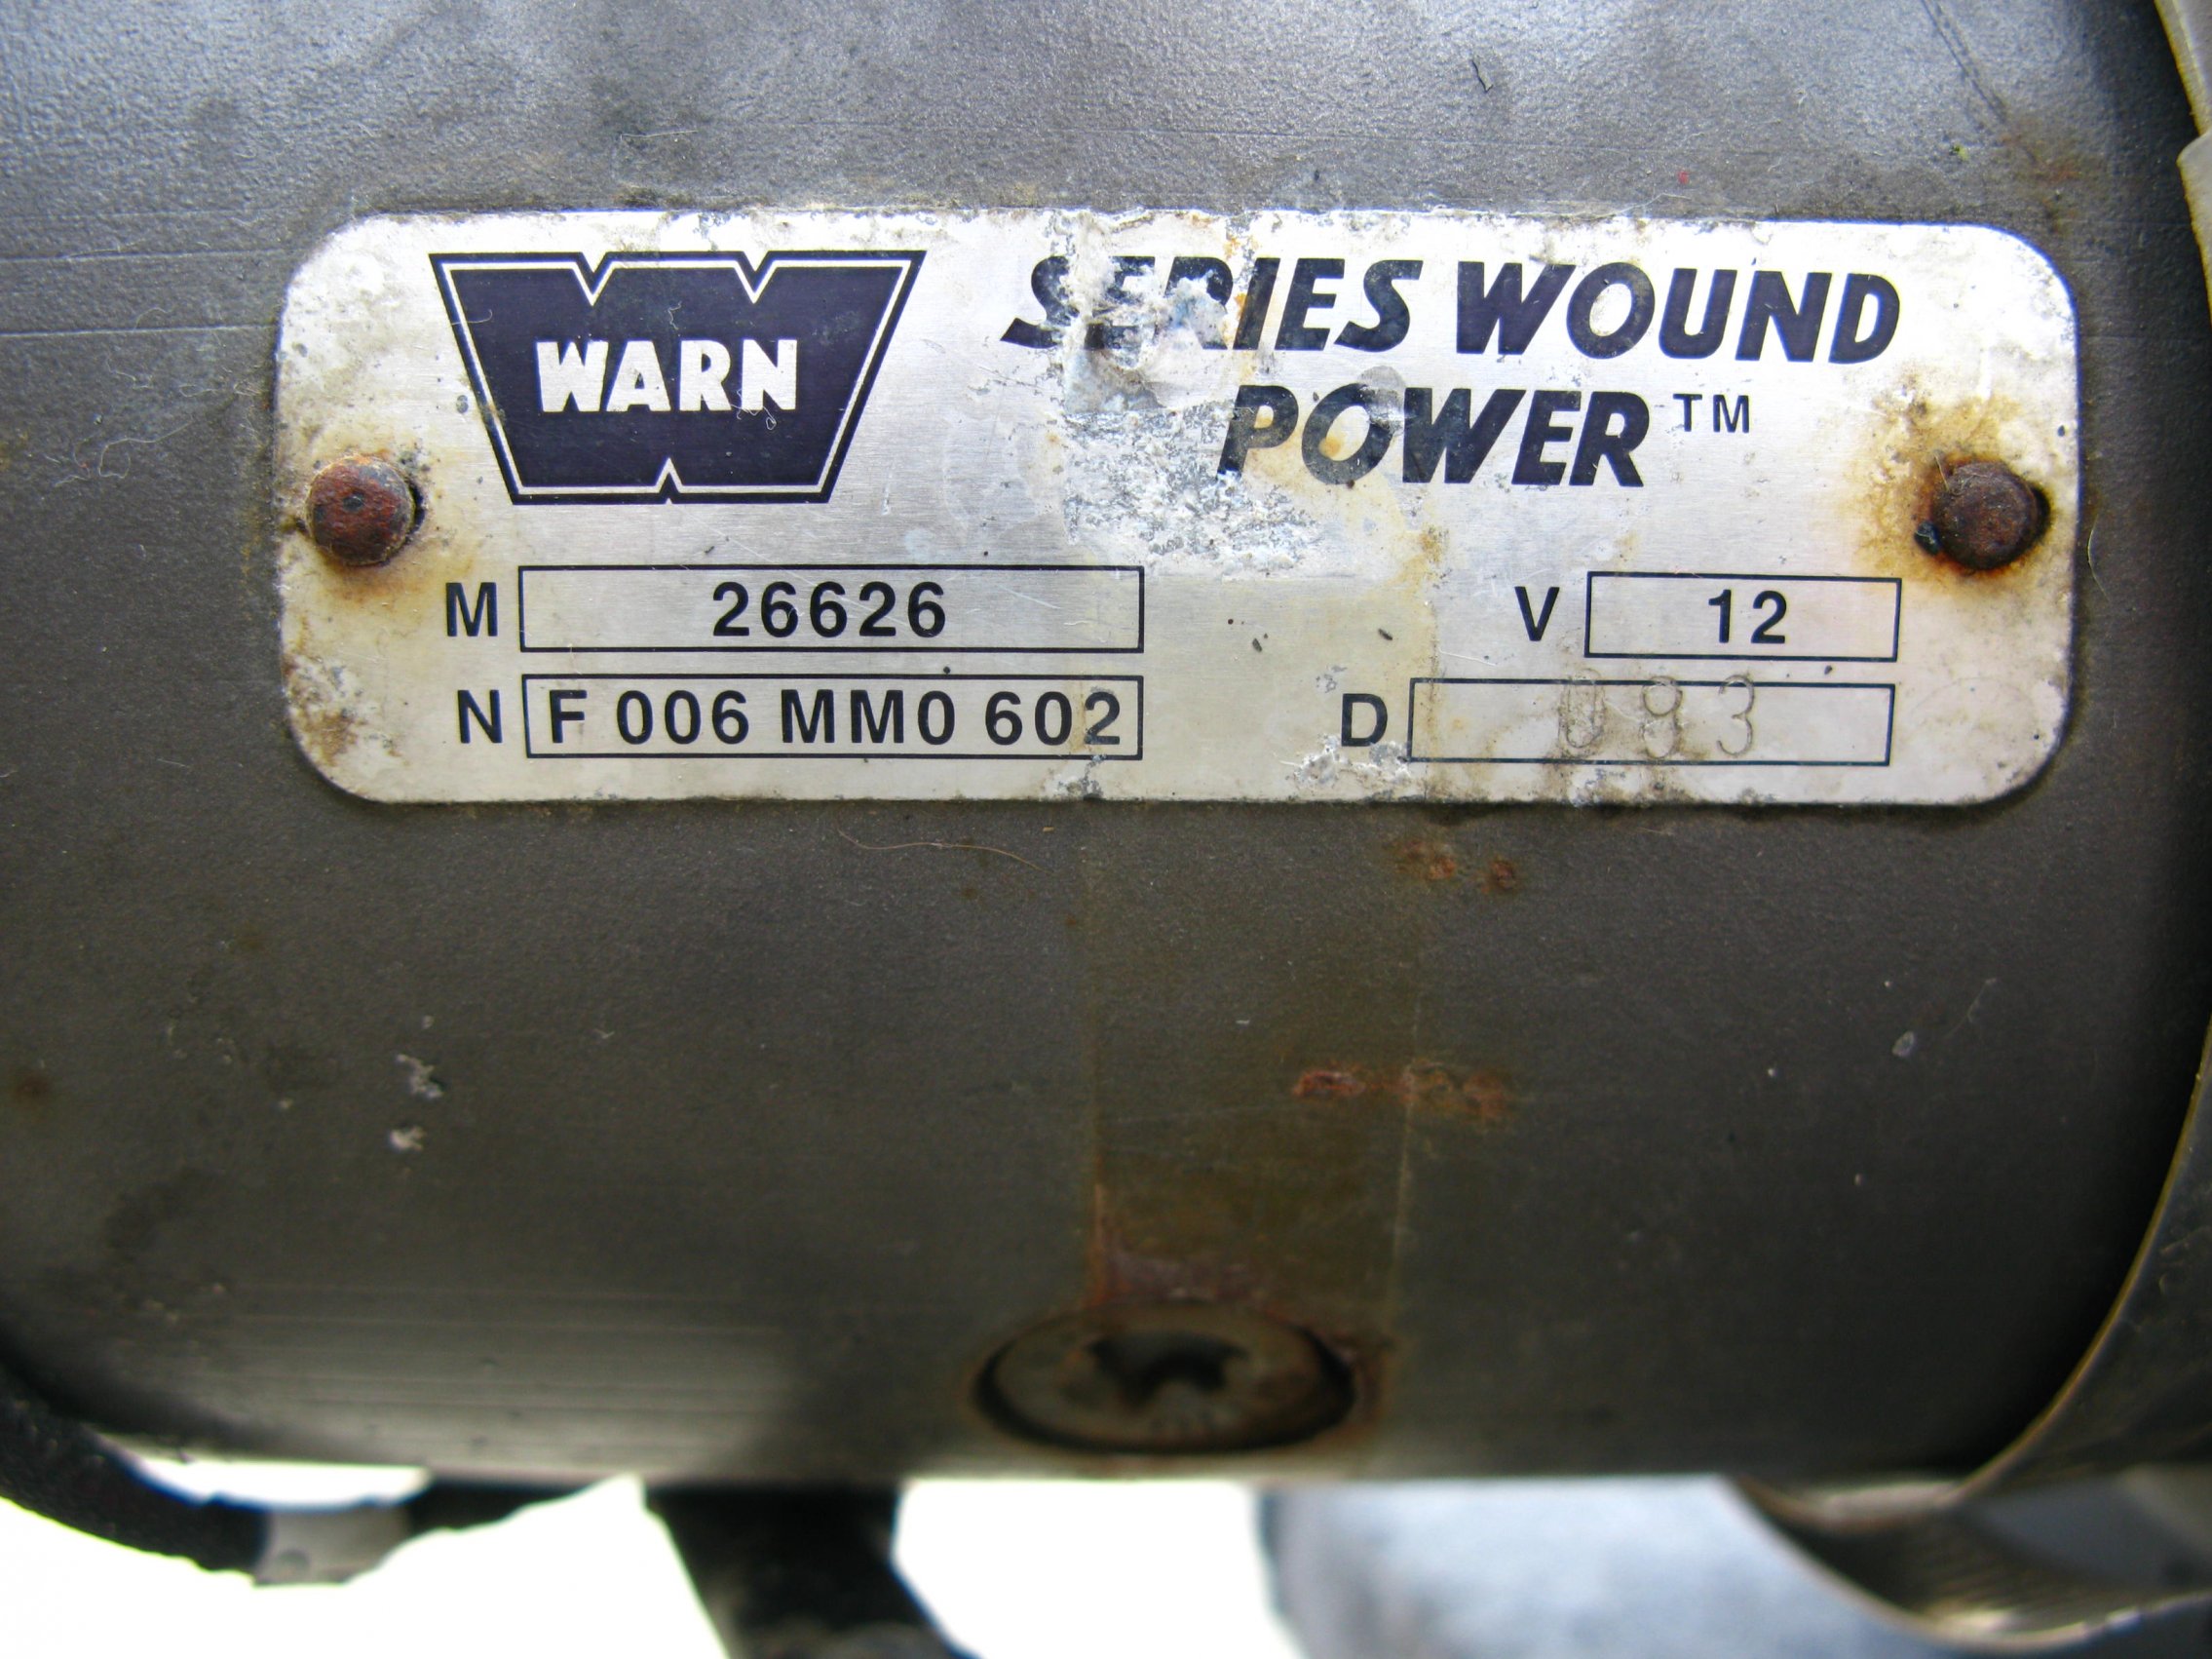 WARN
SERIES WOUND
POWER™
M 26626
V 12
N F 006 MM0 602
D 083